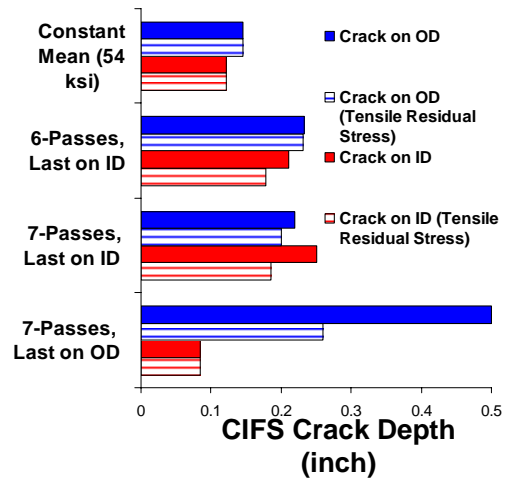 Constant
Mean (54
ksi)
6-Passes,
Last on ID
7-Passes,
Last on ID
7-Passes,
Last on OD
Crack on OD
Crack on OD
(Tensile Residual
Stress)
Crack on ID
Crack on ID (Tensile
Residual Stress)
0 0.1 0.2 0.3 0.4 0.5
CIFS Crack Depth
(inch)